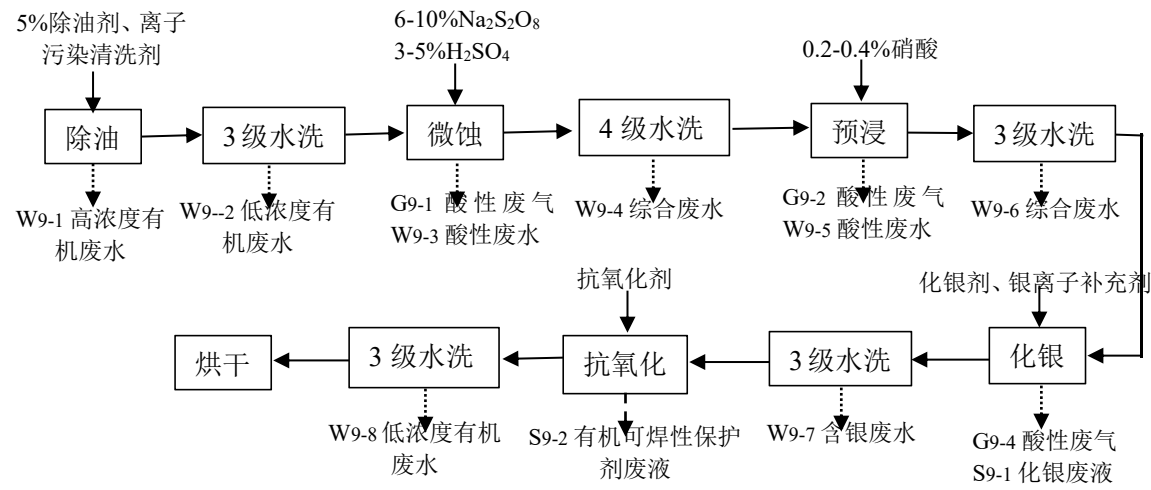 5%除油剂、离子
污染清洗剂
6-10%Na₂S₂O₈
3-5%H₂SO₄
0.2-0.4%硝酸
除油
3级水洗
微蚀
4 级水洗
预浸
3 级水洗
W9-1 高浓度有
机废水
W9--2 低浓度有
机废水
G9-1 酸性废气
W9-3 酸性废水
W9-4 综合废水
G9-2 酸性废气
W9-5 酸性废水
W9-6 综合废水
抗氧化剂
化银剂、银离子补充剂
烘干
3 级水洗
抗氧化
3 级水洗
化银
W9-8 低浓度有机
废水
S9-2 有机可焊性保护
剂废液
W9-7 含银废水
G9-4 酸性废气
S9-1 化银废液